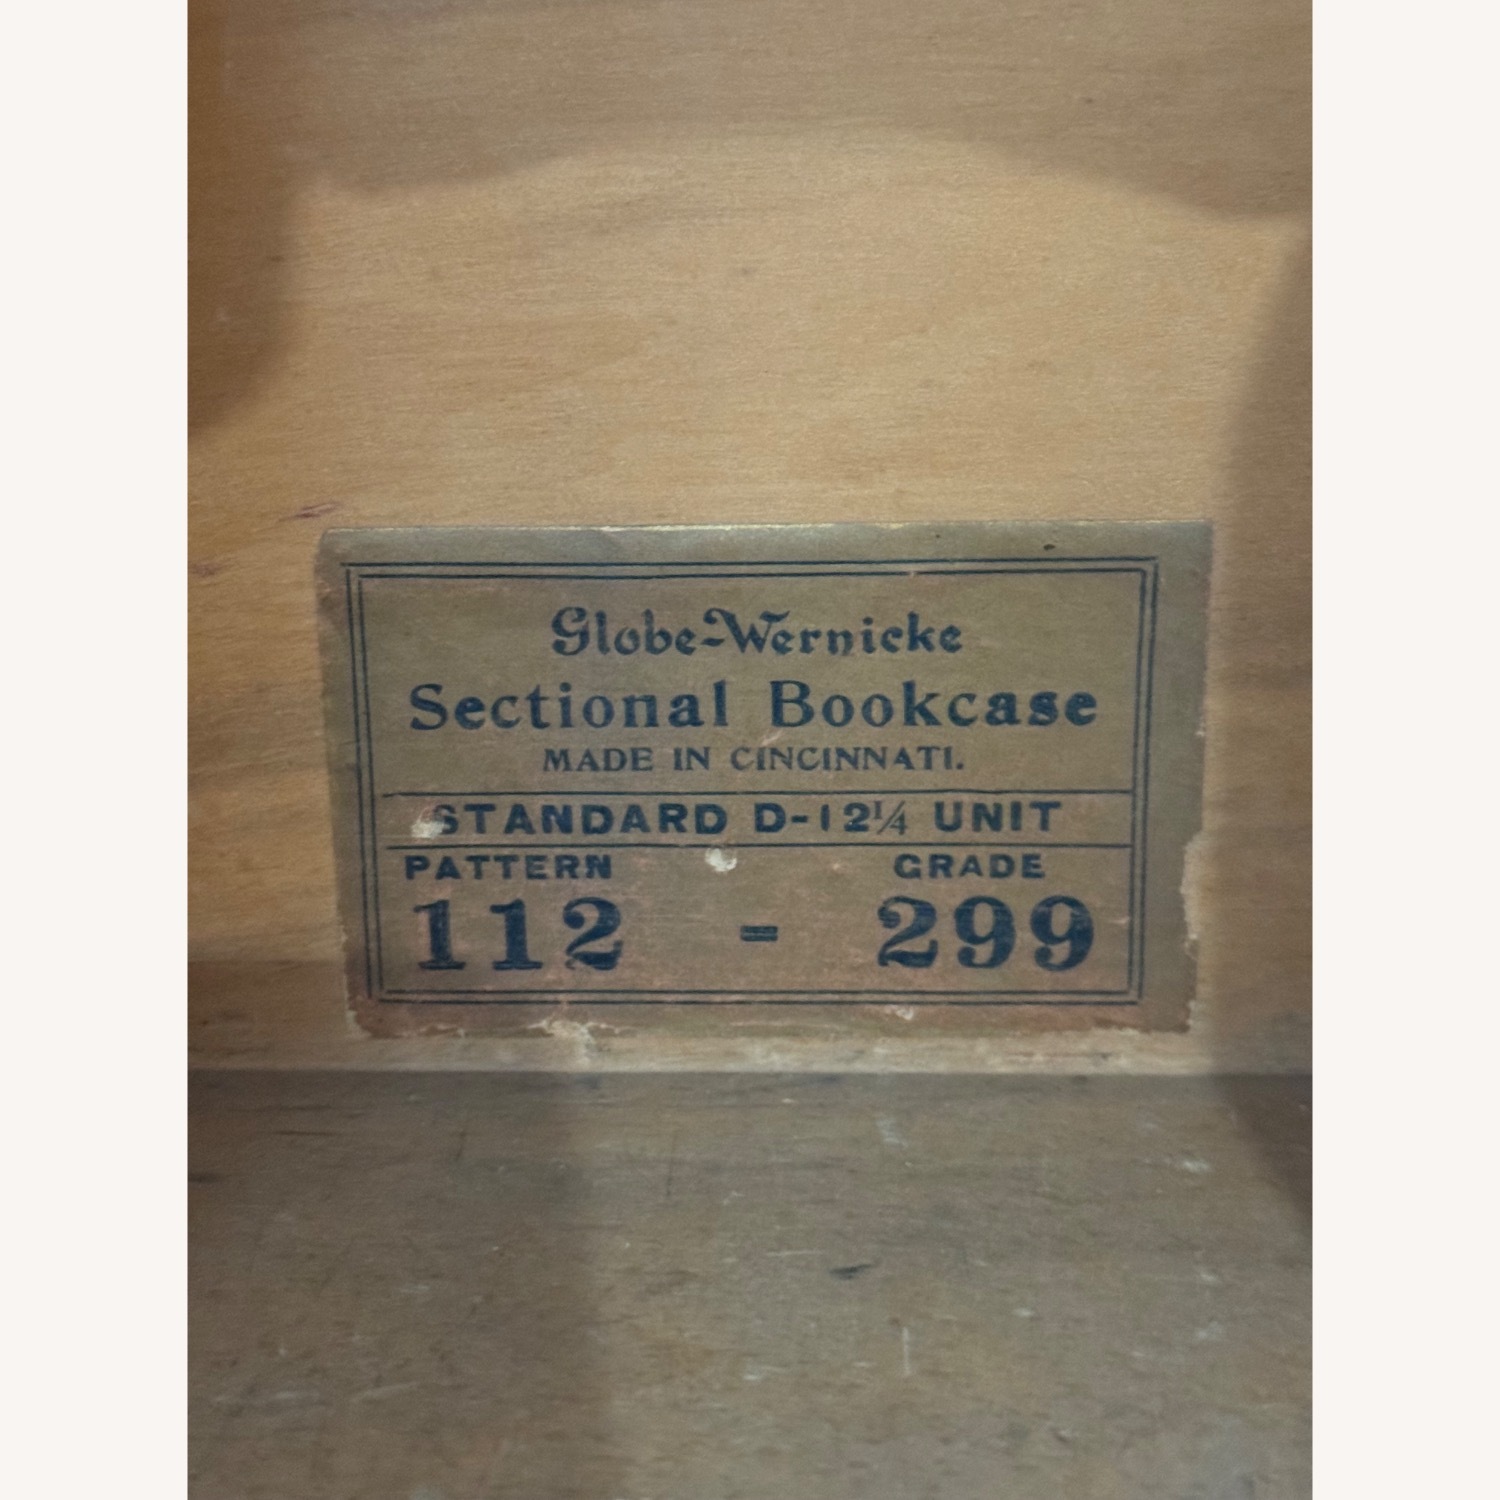 Globe-Wernicke
Sectional Bookcase
MADE IN CINCINNATI.
STANDARD D-12¼ UNIT
PATTERN GRADE
112 - 299